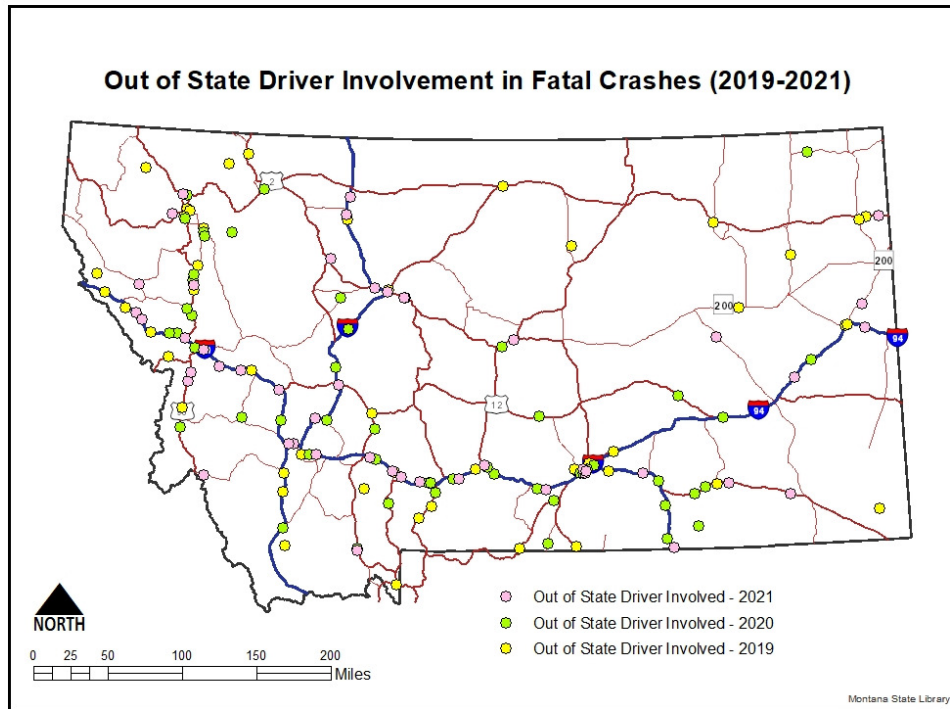 Out of State Driver Involvement in Fatal Crashes (2019-2021)
2
200
200
94
12
94
Out of State Driver Involved - 2021
Out of State Driver Involved - 2020
Out of State Driver Involved - 2019
NORTH
0 25 50 100 150 200
Miles
Montana State Library